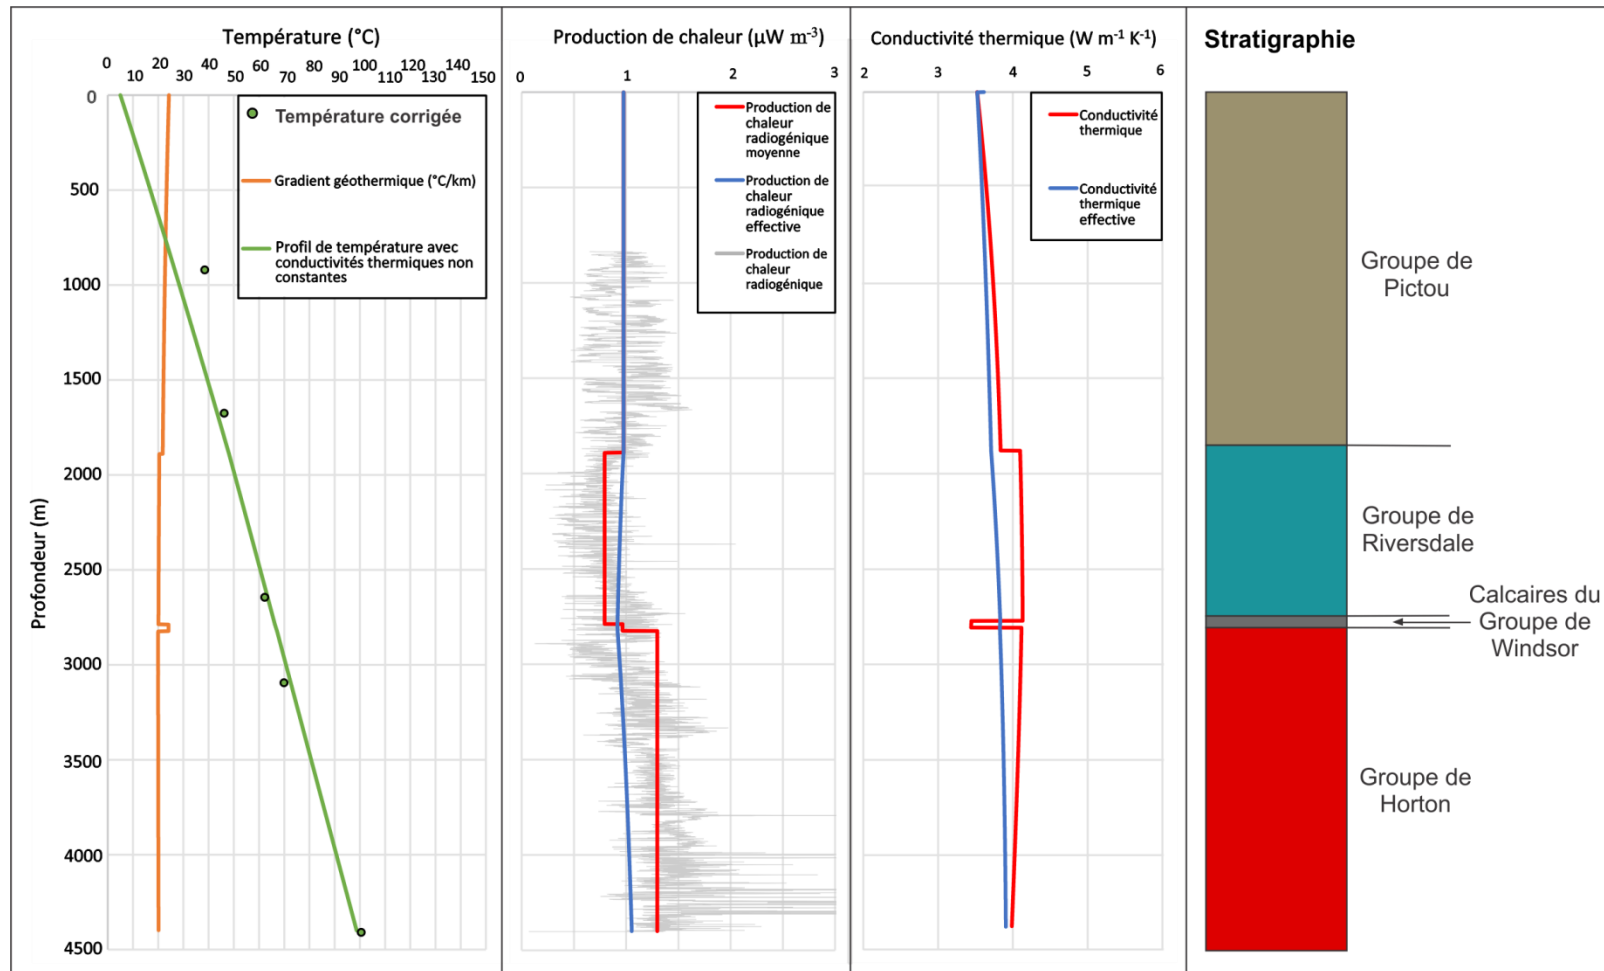 Température (°C)
0 20 40 60 80 100 120 140
10 30 50 70 90 110 130 150
Profondeur (m)
0
500
1000
1500
2000
2500
3000
3500
4000
4500
Température corrigée
Gradient géothermique (°C/km)
Profil de température avec
conductivités thermiques non
constantes
Production de chaleur (µW m⁻³)
0 1 2 3
Production de
chaleur
radiogénique
moyenne
Production de
chaleur
radiogénique
effective
Production de
chaleur
radiogénique
Conductivité thermique (W m⁻¹ K⁻¹)
2 3 4 5 6
Conductivité
thermique
Conductivité
thermique
effective
Stratigraphie
Groupe de
Pictou
Groupe de
Riversdale
Calcaires du
Groupe de
Windsor
Groupe de
Horton